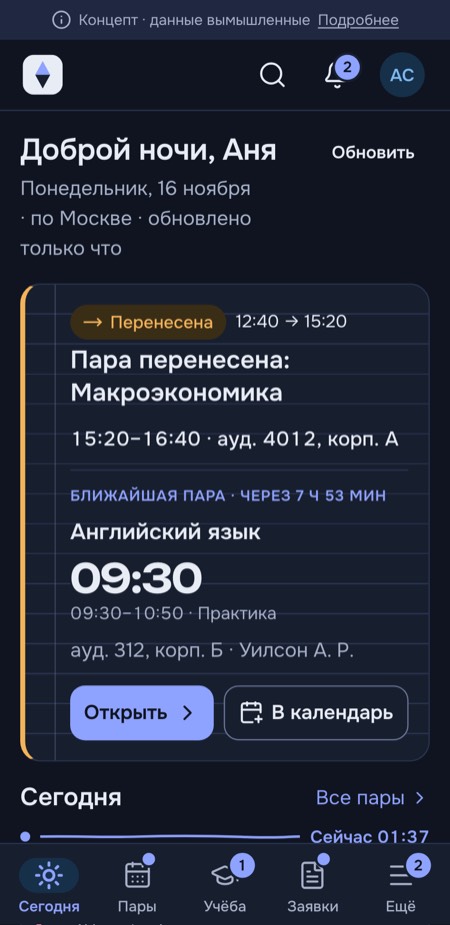 Концепт · данные вымышленные Подробнее
2
АС
Доброй ночи, Аня
Обновить
Понедельник, 16 ноября
· по Москве · обновлено
только что
→ Перенесена 12:40 → 15:20
Пара перенесена:
Макроэкономика
15:20–16:40 · ауд. 4012, корп. А
БЛИЖАЙШАЯ ПАРА · ЧЕРЕЗ 7 Ч 53 МИН
Английский язык
09:30
09:30–10:50 · Практика
ауд. 312, корп. Б · Уилсон А. Р.
Открыть
В календарь
Сегодня
Все пары
Сейчас 01:37
1
2
Сегодня Пары Учёба Заявки Ещё